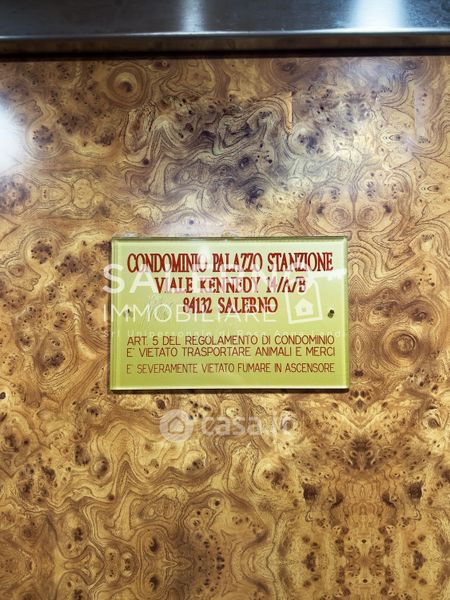 CONDOMINIO PALAZZO STANZIONE
VIALE KENNEDY 14/A/B
84132 SALERNO
IMMOBILIARE
ART. 5 DEL REGOLAMENTO DI CONDOMINIO
E' VIETATO TRASPORTARE ANIMALI E MERCI
E' SEVERAMENTE VIETATO FUMARE IN ASCENSORE
casa.it